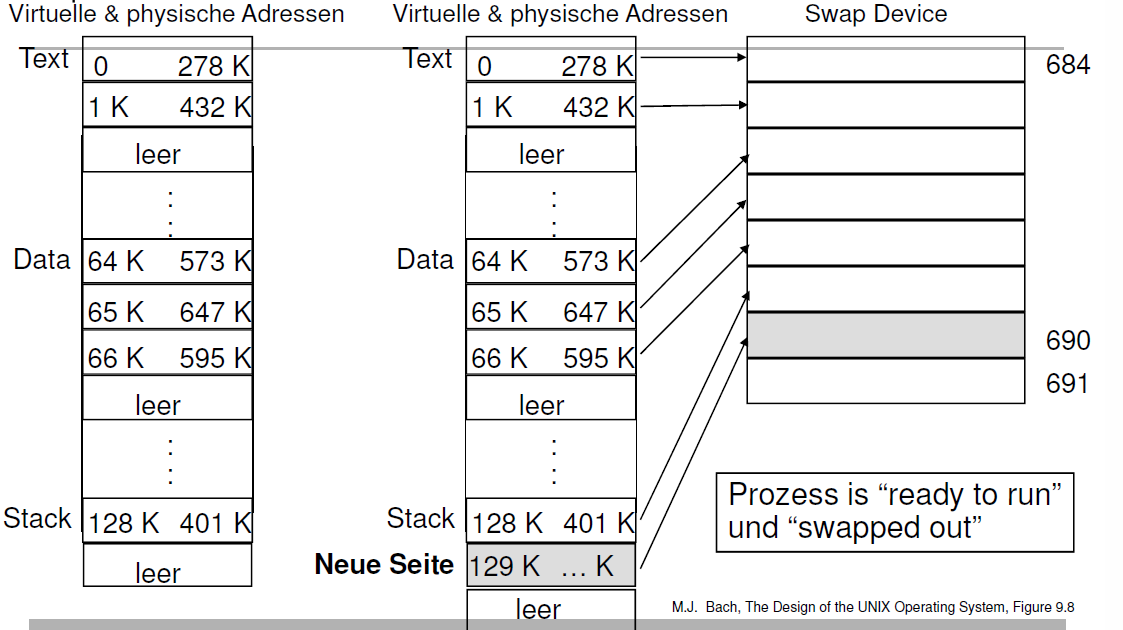 Virtuelle & physische Adressen
Text 0 278 K
1 K 432 K
leer
:
:
Data 64 K 573 K
65 K 647 K
66 K 595 K
leer
:
:
Stack 128 K 401 K
leer
Virtuelle & physische Adressen
Text 0 278 K
1 K 432 K
leer
:
:
Data 64 K 573 K
65 K 647 K
66 K 595 K
leer
:
:
Stack 128 K 401 K
Neue Seite 129 K … K
leer
Swap Device
684
690
691
Prozess is “ready to run”
und “swapped out”
M.J. Bach, The Design of the UNIX Operating System, Figure 9.8